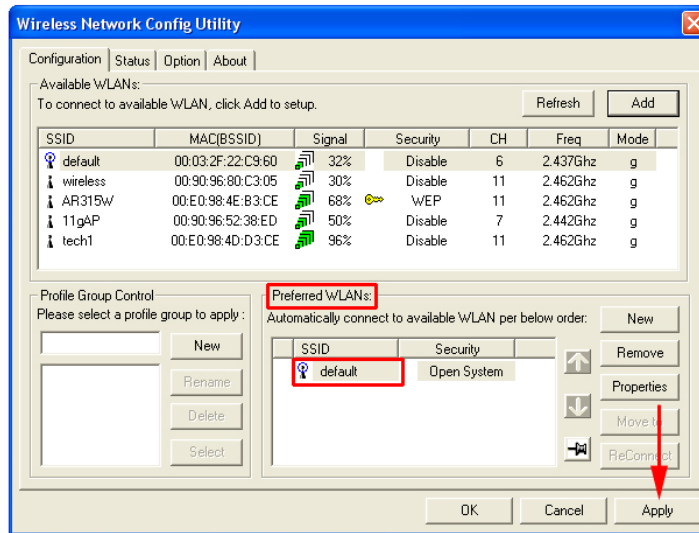 Wireless Network Config Utility
Configuration Status Option About
Available WLANs:
To connect to available WLAN, click Add to setup. Refresh Add
SSID MAC(BSSID) Signal Security CH Freq Mode
default 00:03:2F:22:C9:60 32% Disable 6 2.437Ghz g
wireless 00:90:96:80:C3:05 30% Disable 11 2.462Ghz g
AR315W 00:E0:98:4E:B3:CE 68% WEP 11 2.462Ghz g
11gAP 00:90:96:52:38:ED 50% Disable 7 2.442Ghz g
tech1 00:E0:98:4D:D3:CE 96% Disable 11 2.462Ghz g
Profile Group Control
Please select a profile group to apply :
New
Rename
Delete
Select
Preferred WLANs:
Automatically connect to available WLAN per below order:
SSID Security
default Open System
New
Remove
Properties
Move to
ReConnect
OK Cancel Apply